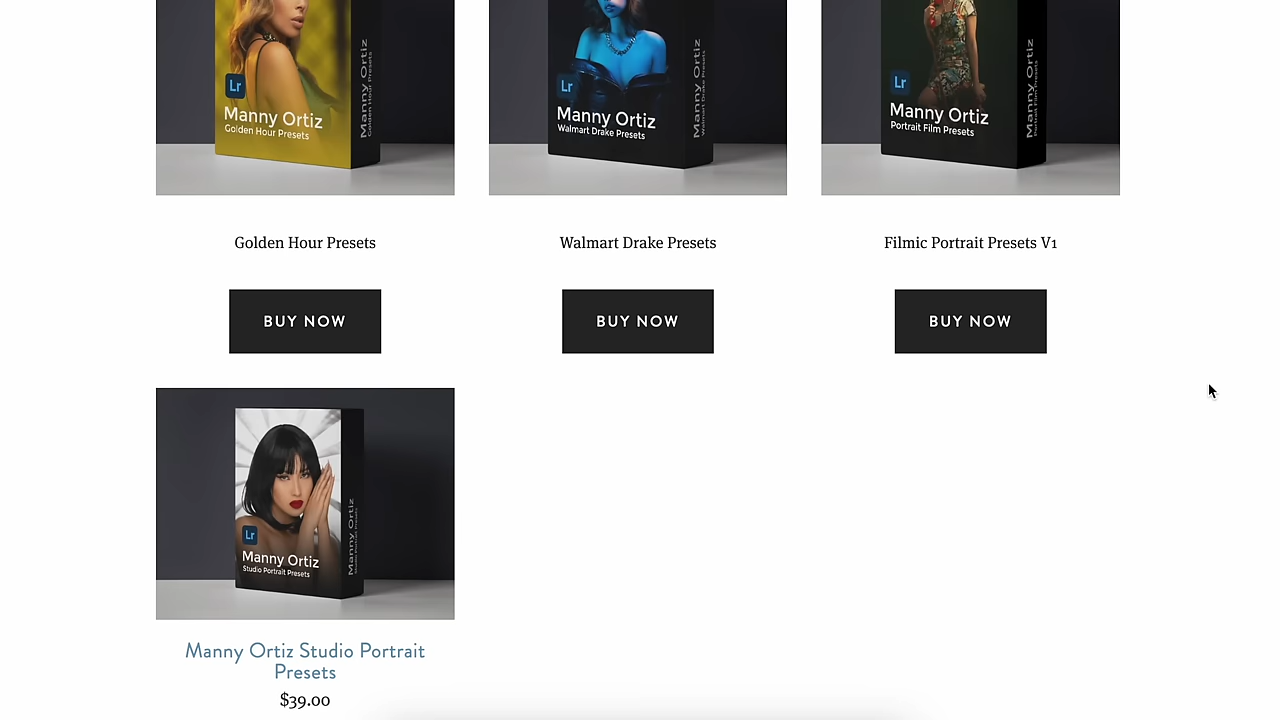 Lr
Manny Ortiz
Golden Hour Presets
Manny Ortiz
Golden Hour Presets
Lr
Manny Ortiz
Walmart Drake Presets
Manny Ortiz
Walmart Drake Presets
Lr
Manny Ortiz
Portrait Film Presets
Manny Ortiz
Portrait Film Presets
Golden Hour Presets
Walmart Drake Presets
Filmic Portrait Presets V1
BUY NOW
BUY NOW
BUY NOW
Lr
Manny Ortiz
Studio Portrait Presets
Manny Ortiz
Studio Portrait Presets
Manny Ortiz Studio Portrait
Presets
$39.00